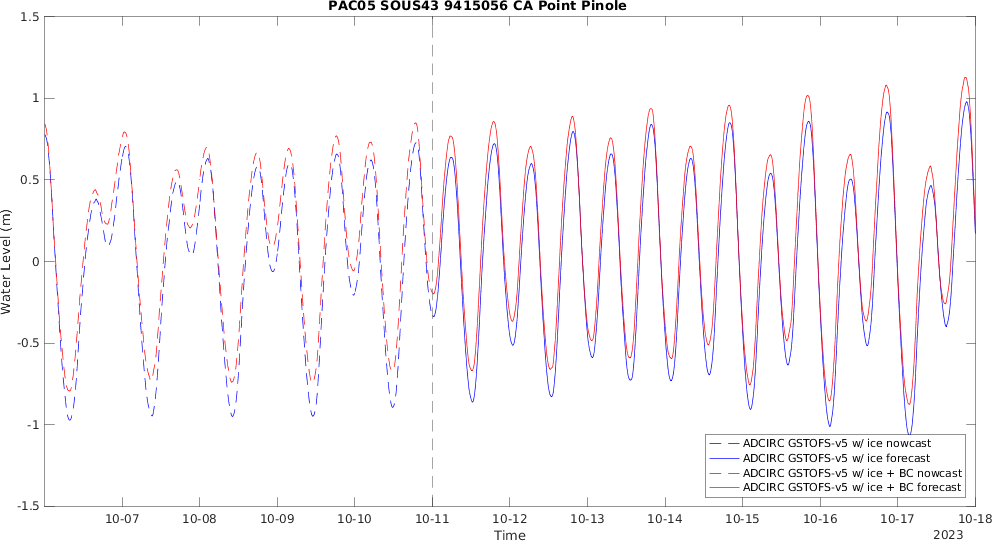 PAC05 SOUS43 9415056 CA Point Pinole
1.5
1
0.5
0
-0.5
-1
-1.5
Water Level (m)
ADCIRC GSTOFS-v5 w/ ice nowcast
ADCIRC GSTOFS-v5 w/ ice forecast
ADCIRC GSTOFS-v5 w/ ice + BC nowcast
ADCIRC GSTOFS-v5 w/ ice + BC forecast
10-07 10-08 10-09 10-10 10-11 10-12 10-13 10-14 10-15 10-16 10-17 10-18
Time
2023